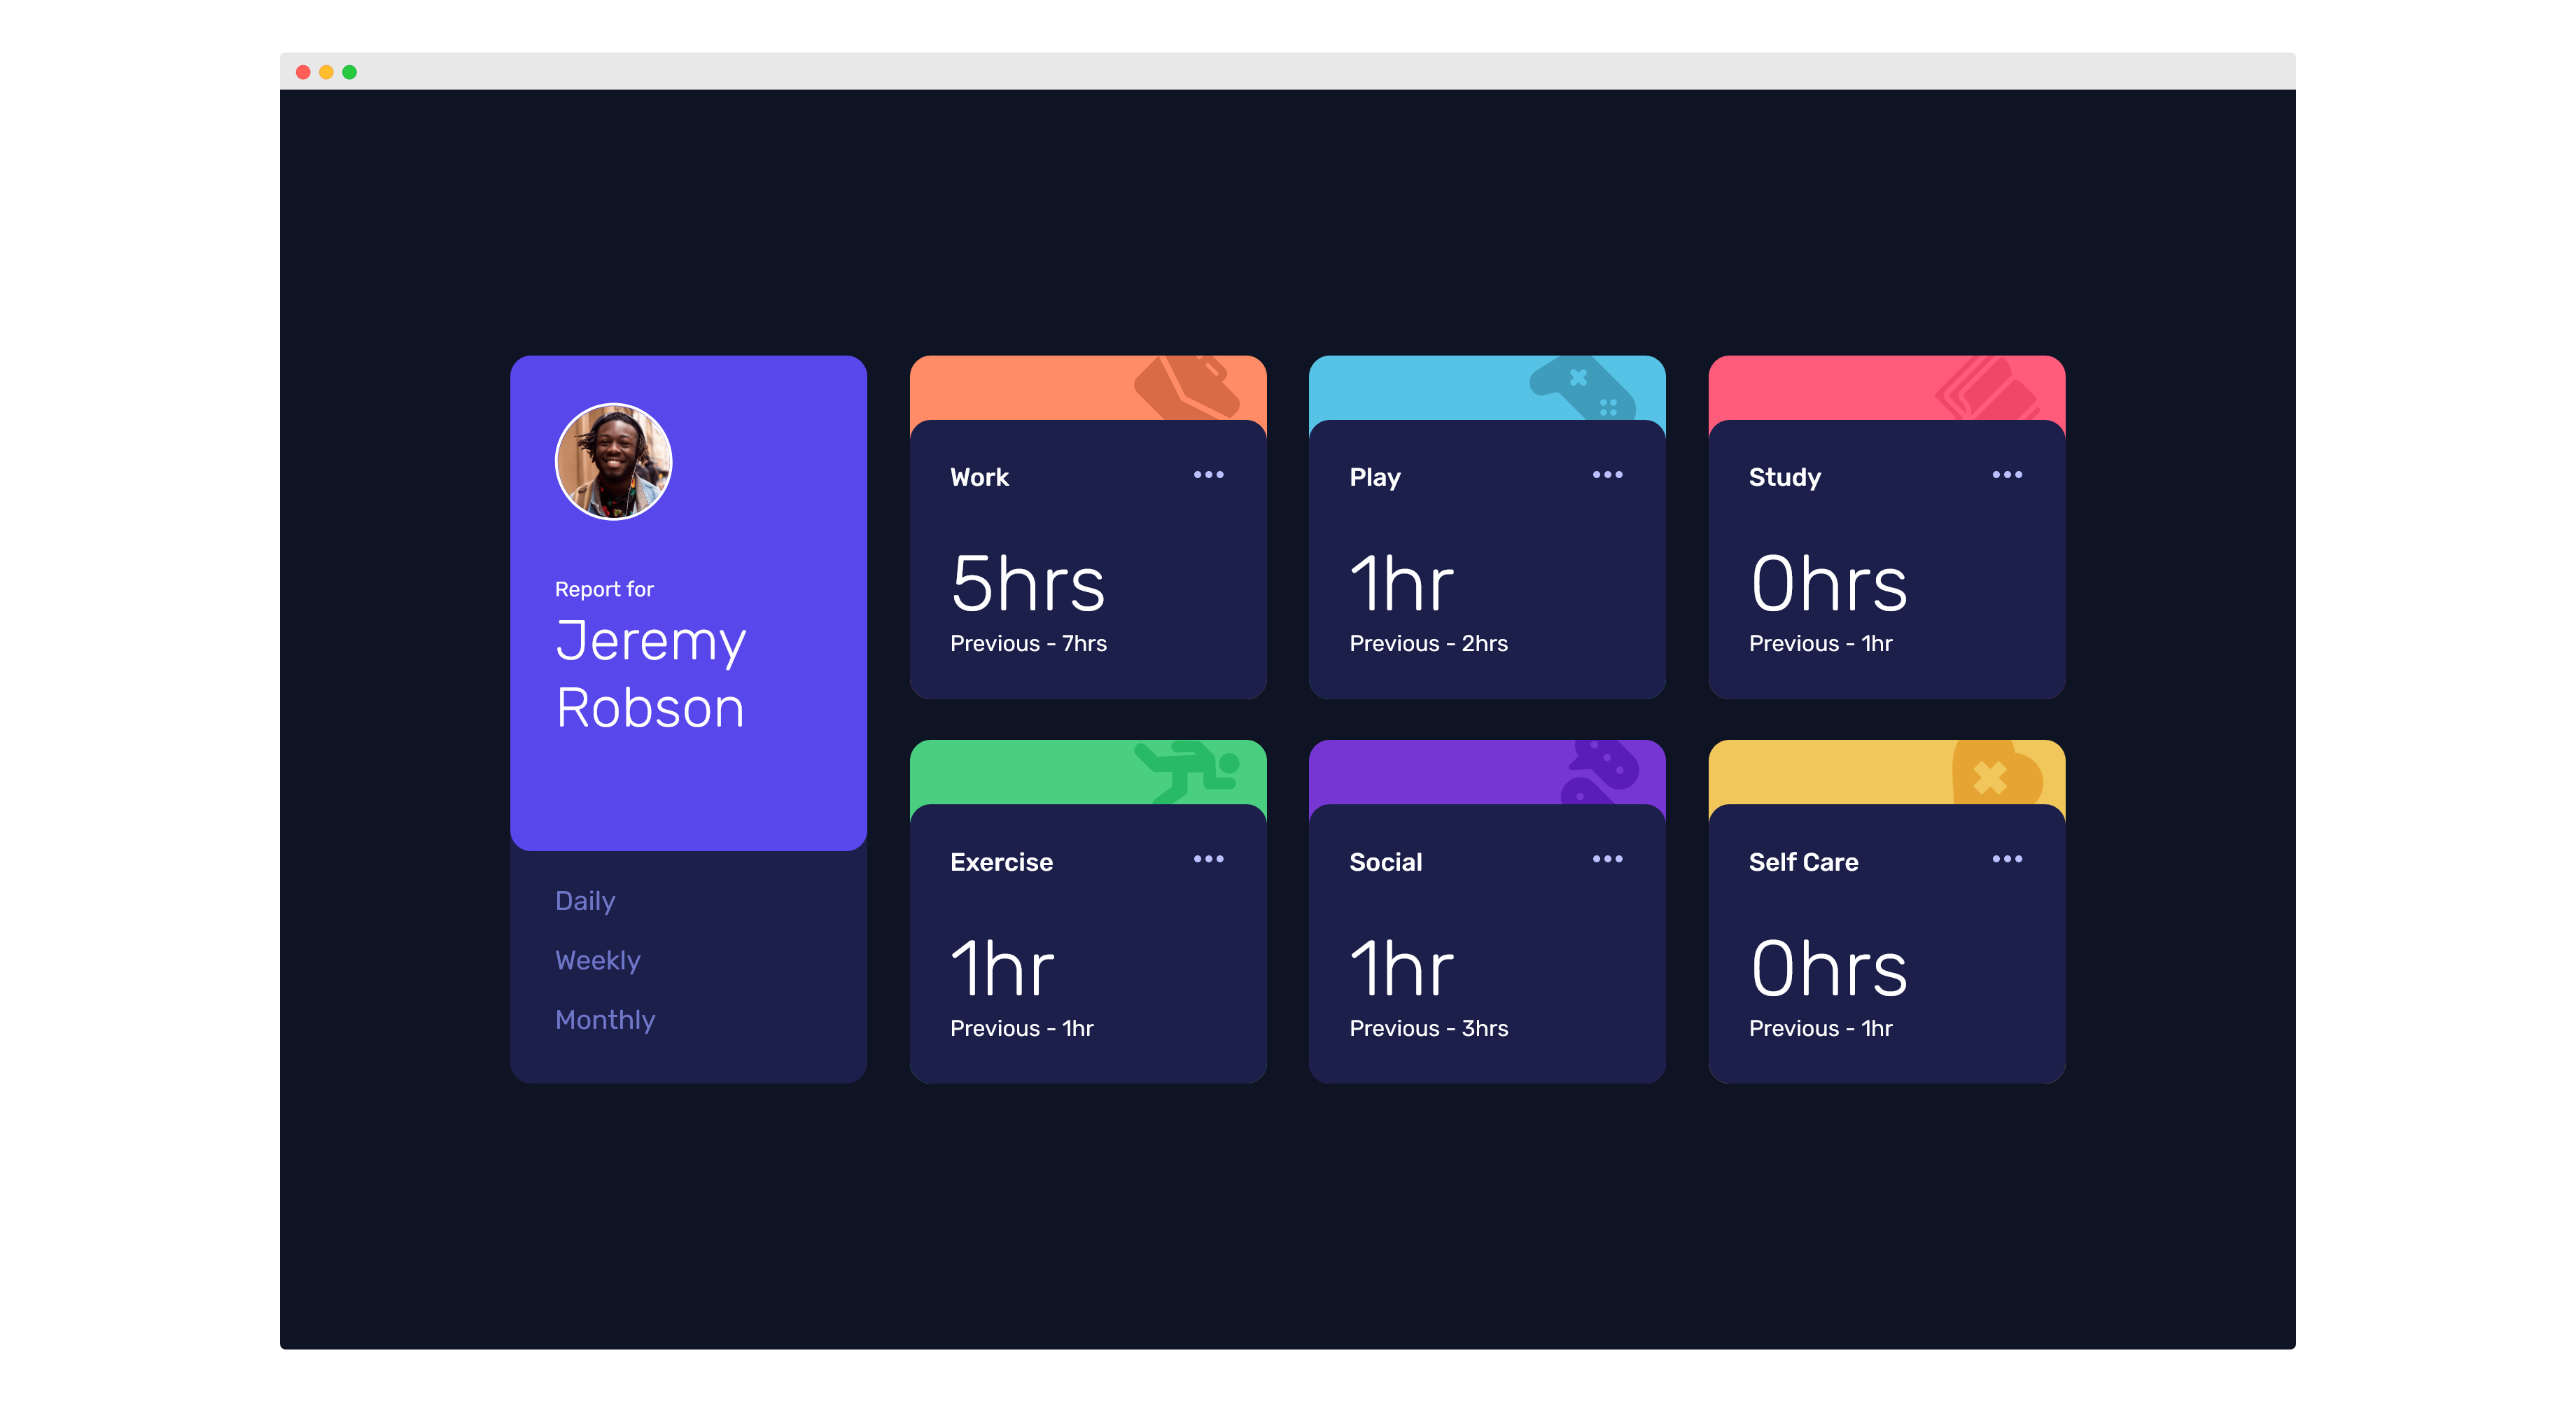 Report for
Jeremy
Robson
Daily
Weekly
Monthly
Work
5hrs
Previous - 7hrs
Play
1hr
Previous - 2hrs
Study
0hrs
Previous - 1hr
Exercise
1hr
Previous - 1hr
Social
1hr
Previous - 3hrs
Self Care
0hrs
Previous - 1hr